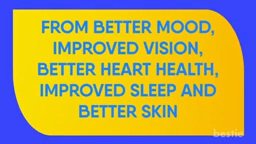 FROM BETTER MOOD,
IMPROVED VISION,
BETTER HEART HEALTH,
IMPROVED SLEEP AND
BETTER SKIN
bestie